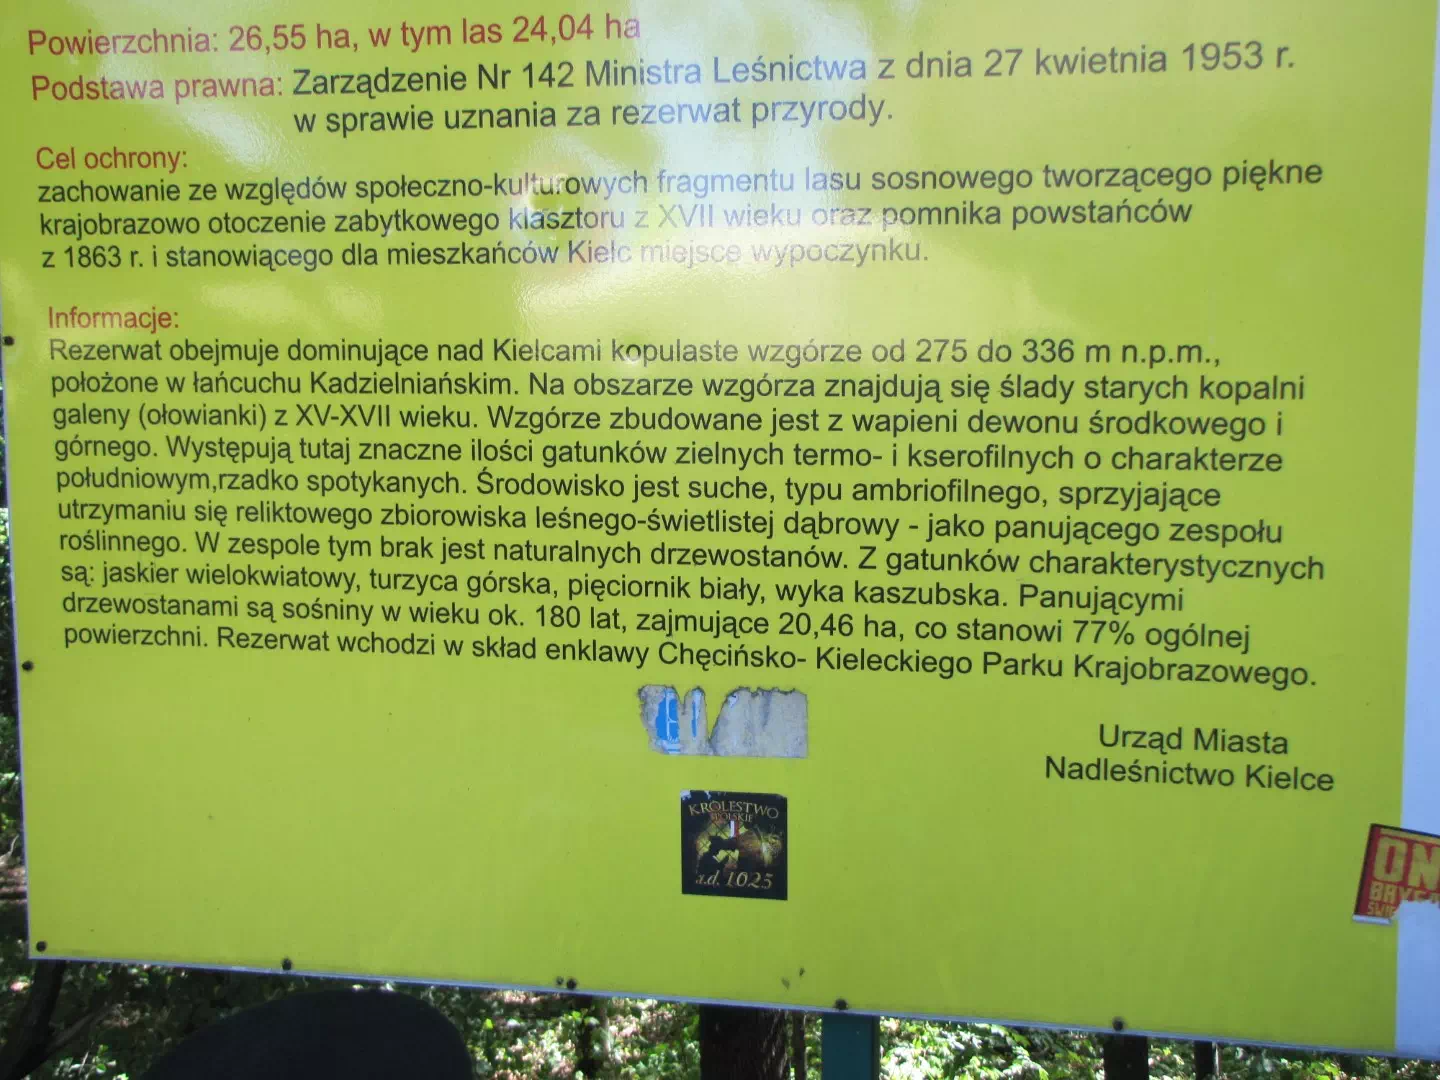 Powierzchnia: 26,55 ha, w tym las 24,04 ha
Podstawa prawna: Zarządzenie Nr 142 Ministra Leśnictwa z dnia 27 kwietnia 1953 r.
w sprawie uznania za rezerwat przyrody.
Cel ochrony:
zachowanie ze względów społeczno-kulturowych fragmentu lasu sosnowego tworzącego piękne
krajobrazowo otoczenie zabytkowego klasztoru z XVII wieku oraz pomnika powstańców
z 1863 r. i stanowiącego dla mieszkańców Kielc miejsce wypoczynku.
Informacje:
Rezerwat obejmuje dominujące nad Kielcami kopulaste wzgórze od 275 do 336 m n.p.m.,
położone w łańcuchu Kadzielniańskim. Na obszarze wzgórza znajdują się ślady starych kopalni
galeny (ołowianki) z XV-XVII wieku. Wzgórze zbudowane jest z wapieni dewonu środkowego i
górnego. Występują tutaj znaczne ilości gatunków zielnych termo- i kserofilnych o charakterze
południowym,rzadko spotykanych. Środowisko jest suche, typu ambriofilnego, sprzyjające
utrzymaniu się reliktowego zbiorowiska leśnego-świetlistej dąbrowy - jako panującego zespołu
roślinnego. W zespole tym brak jest naturalnych drzewostanów. Z gatunków charakterystycznych
są: jaskier wielokwiatowy, turzyca górska, pięciornik biały, wyka kaszubska. Panującymi
drzewostanami są sośniny w wieku ok. 180 lat, zajmujące 20,46 ha, co stanowi 77% ogólnej
powierzchni. Rezerwat wchodzi w skład enklawy Chęcińsko- Kieleckiego Parku Krajobrazowego.
Urząd Miasta
Nadleśnictwo Kielce
KRÓLESTWO
POLSKIE
a.d. 1025
ON